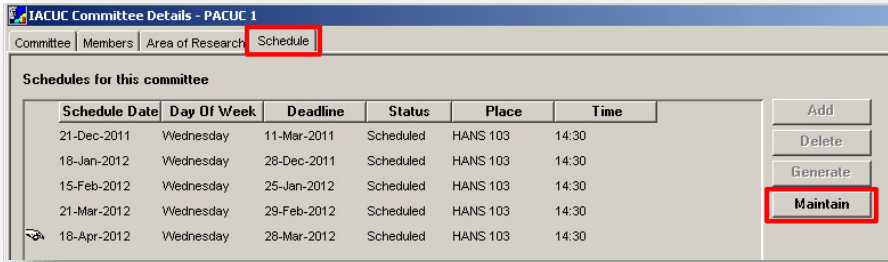 IACUC Committee Details - PACUC 1
Committee Members Area of Research Schedule
Schedules for this committee
Schedule Date Day Of Week Deadline Status Place Time
21-Dec-2011 Wednesday 11-Mar-2011 Scheduled HANS 103 14:30
18-Jan-2012 Wednesday 28-Dec-2011 Scheduled HANS 103 14:30
15-Feb-2012 Wednesday 25-Jan-2012 Scheduled HANS 103 14:30
21-Mar-2012 Wednesday 29-Feb-2012 Scheduled HANS 103 14:30
18-Apr-2012 Wednesday 28-Mar-2012 Scheduled HANS 103 14:30
Add
Delete
Generate
Maintain